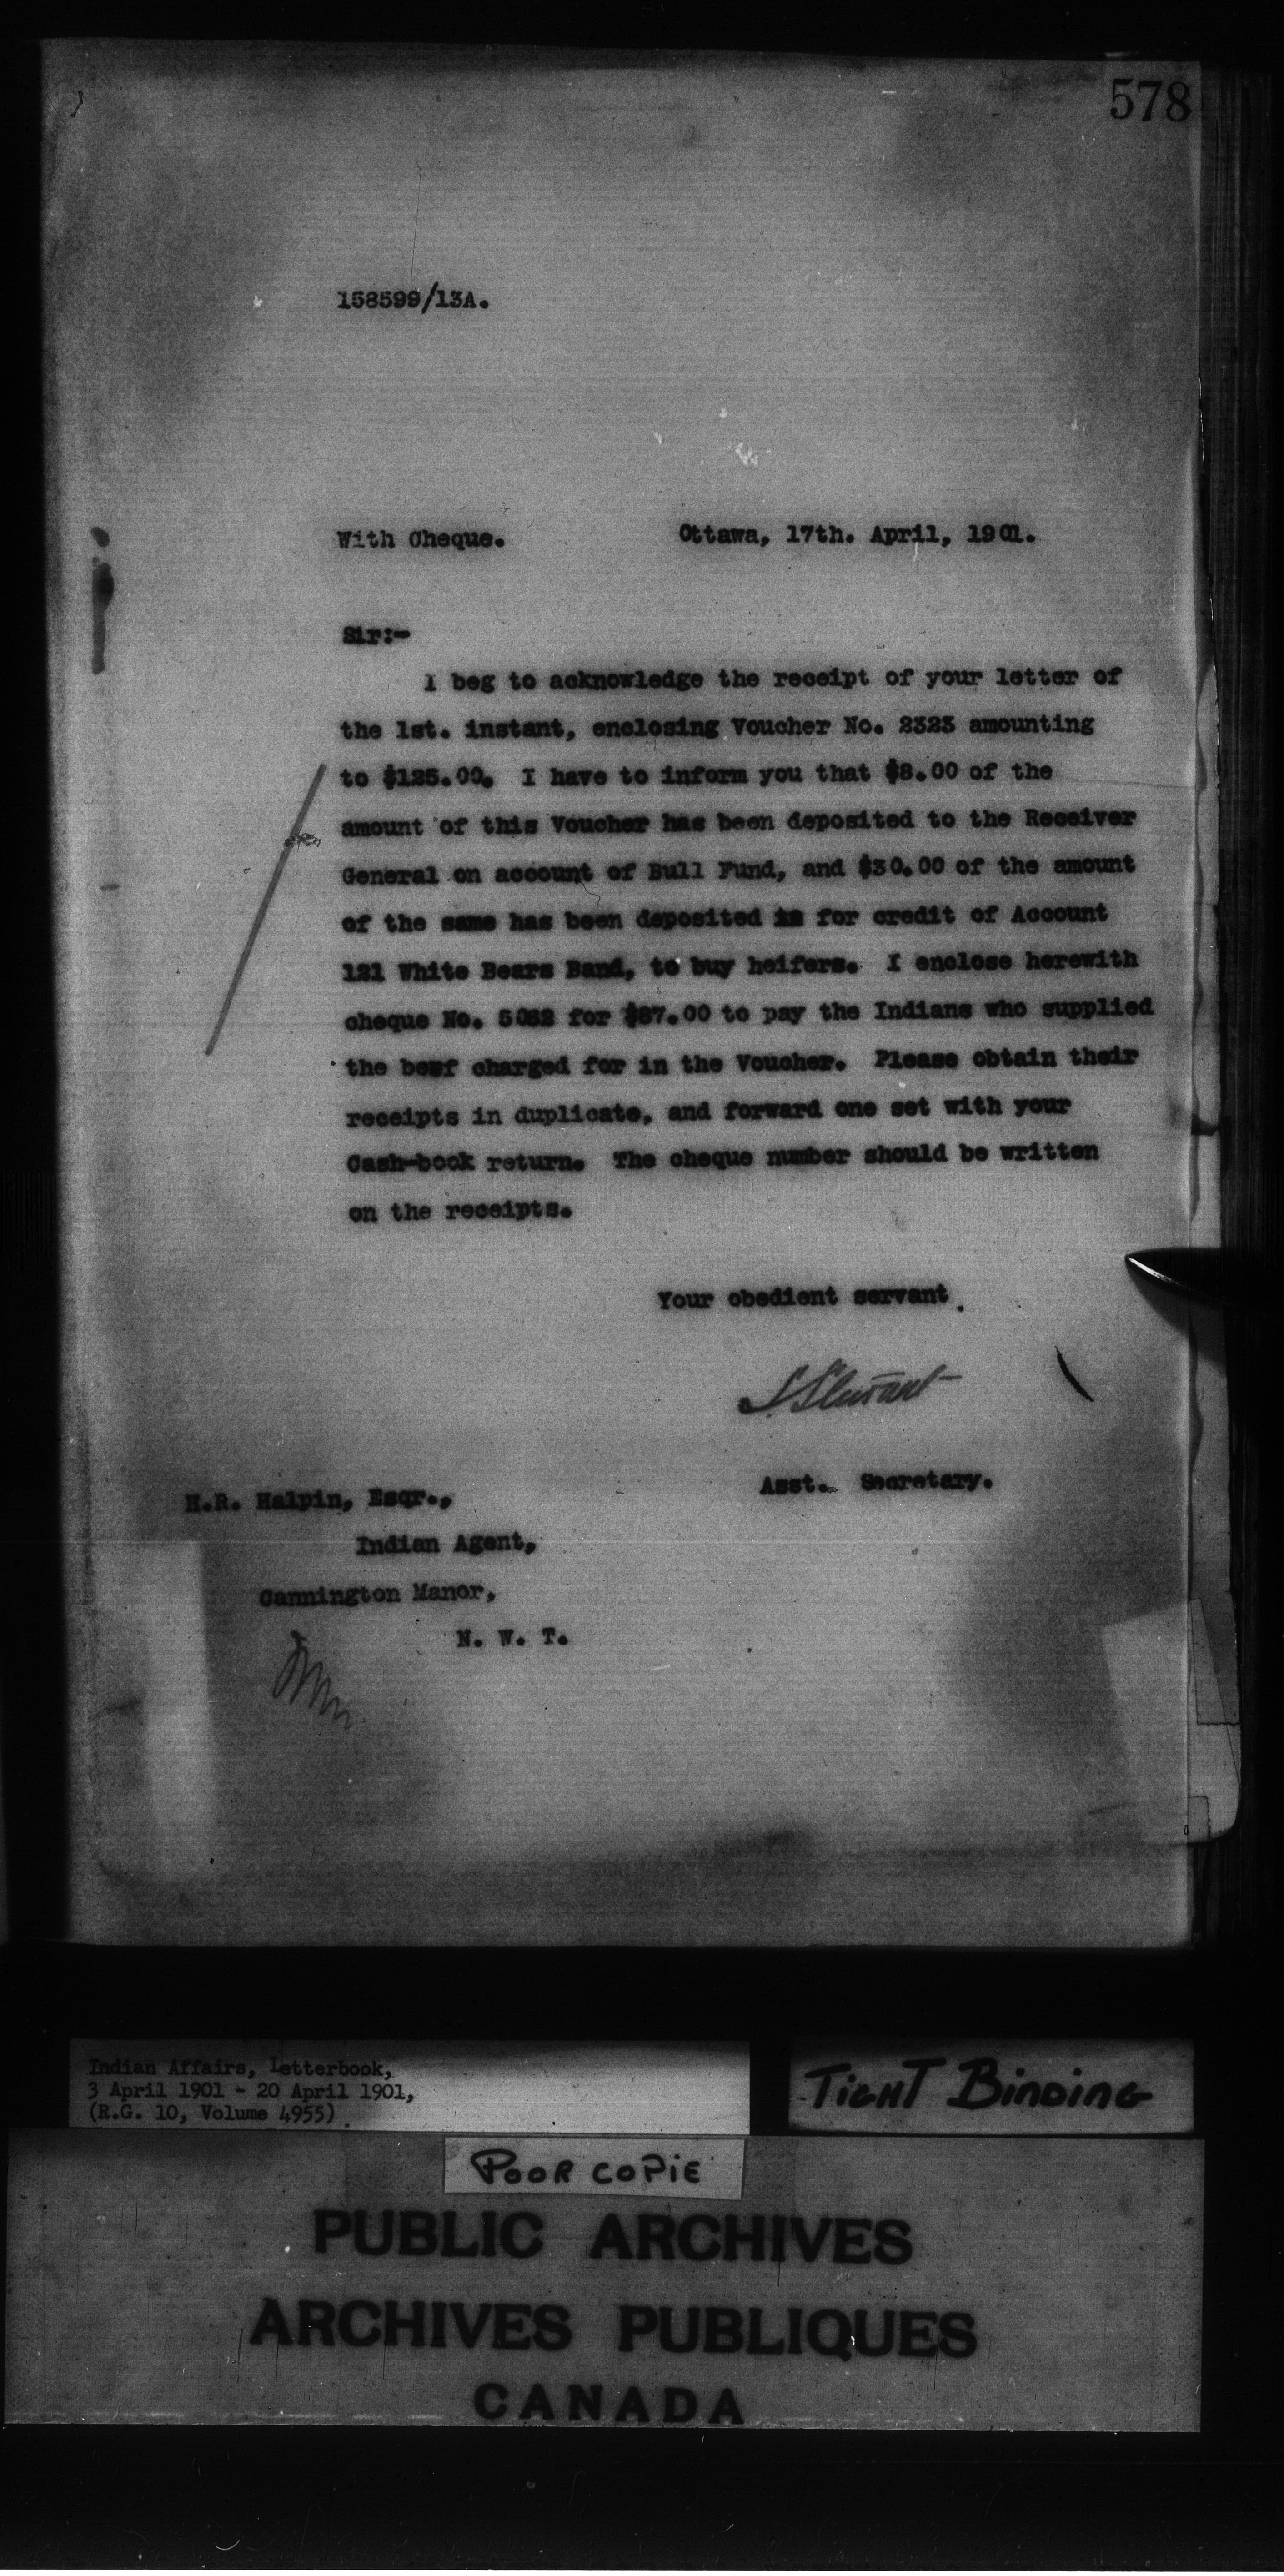 578
158599/13A.
With Cheque. Ottawa, 17th. April, 1901.
Sir:-
I beg to acknowledge the receipt of your letter of
the 1st. instant, enclosing Voucher No. 2323 amounting
to $125.00. I have to inform you that $8.00 of the
amount of this Voucher has been deposited to the Receiver
General on account of Bull Fund, and $30.00 of the amount
of the same has been deposited for credit of Account
121 White Bears Band, to buy heifers. I enclose herewith
cheque No. for $87.00 to pay the Indians who supplied
the beef charged for in the Voucher. Please obtain their
receipts in duplicate, and forward one set with your
Cash-book return. The cheque number should be written
on the receipts.
Your obedient servant.
S. Stewart
Asst. Secretary.
H.R. Halpin, Esqr.,
Indian Agent,
Cannington Manor,
N. W. T.
Indian Affairs, Letterbook,
3 April 1901 - 20 April 1901,
(R.G. 10, Volume 4955)
TIGHT BINDING
POOR COPIE
PUBLIC ARCHIVES
ARCHIVES PUBLIQUES
CANADA